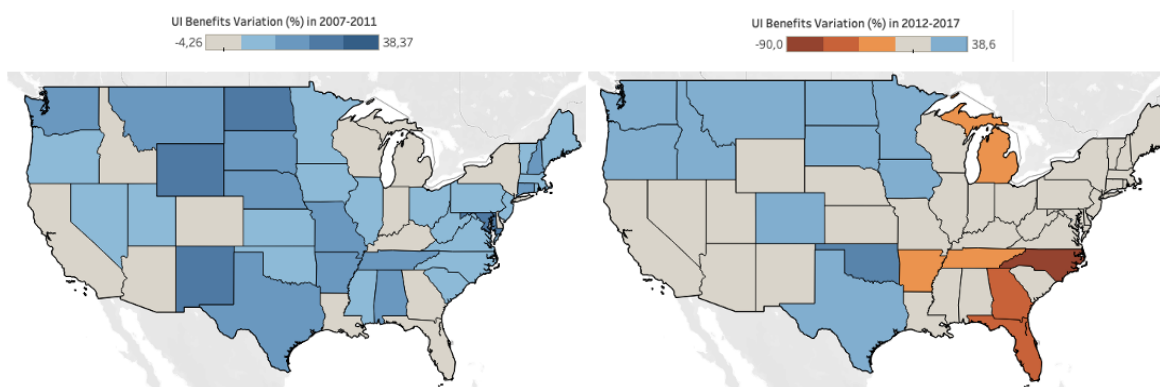 UI Benefits Variation (%) in 2007-2011
-4,26 38,37
UI Benefits Variation (%) in 2012-2017
-90,0 38,6